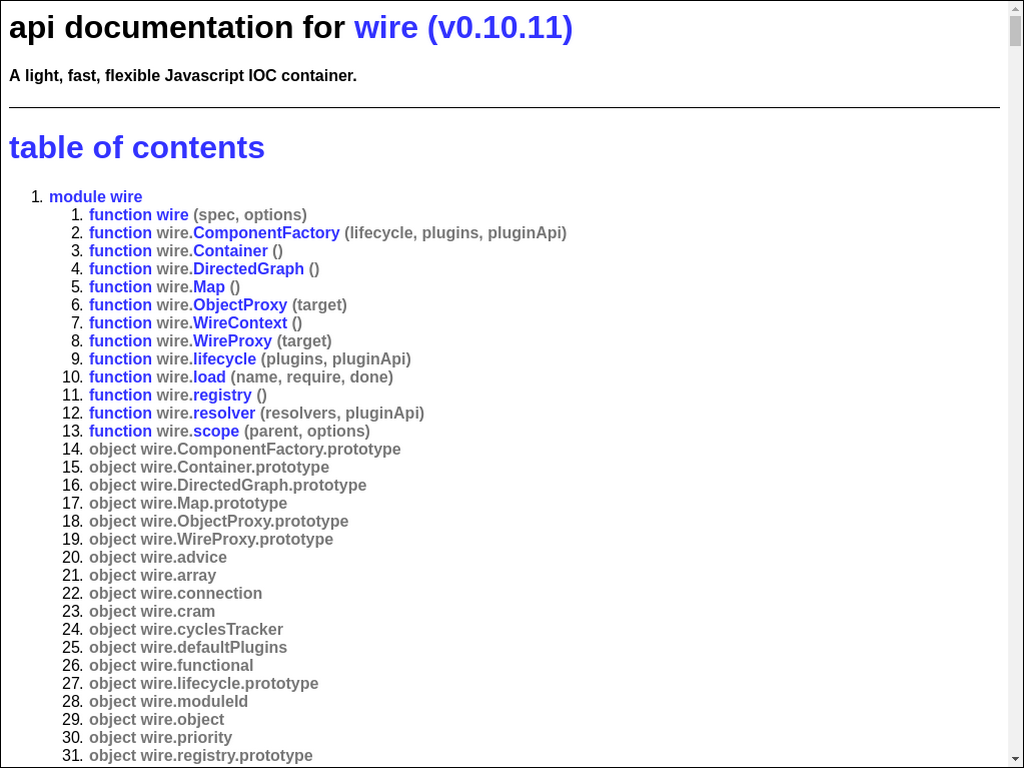 api documentation for wire (v0.10.11)
A light, fast, flexible Javascript IOC container.
table of contents
1. module wire
1. function wire (spec, options)
2. function wire.ComponentFactory (lifecycle, plugins, pluginApi)
3. function wire.Container ()
4. function wire.DirectedGraph ()
5. function wire.Map ()
6. function wire.ObjectProxy (target)
7. function wire.WireContext ()
8. function wire.WireProxy (target)
9. function wire.lifecycle (plugins, pluginApi)
10. function wire.load (name, require, done)
11. function wire.registry ()
12. function wire.resolver (resolvers, pluginApi)
13. function wire.scope (parent, options)
14. object wire.ComponentFactory.prototype
15. object wire.Container.prototype
16. object wire.DirectedGraph.prototype
17. object wire.Map.prototype
18. object wire.ObjectProxy.prototype
19. object wire.WireProxy.prototype
20. object wire.advice
21. object wire.array
22. object wire.connection
23. object wire.cram
24. object wire.cyclesTracker
25. object wire.defaultPlugins
26. object wire.functional
27. object wire.lifecycle.prototype
28. object wire.moduleId
29. object wire.object
30. object wire.priority
31. object wire.registry.prototype